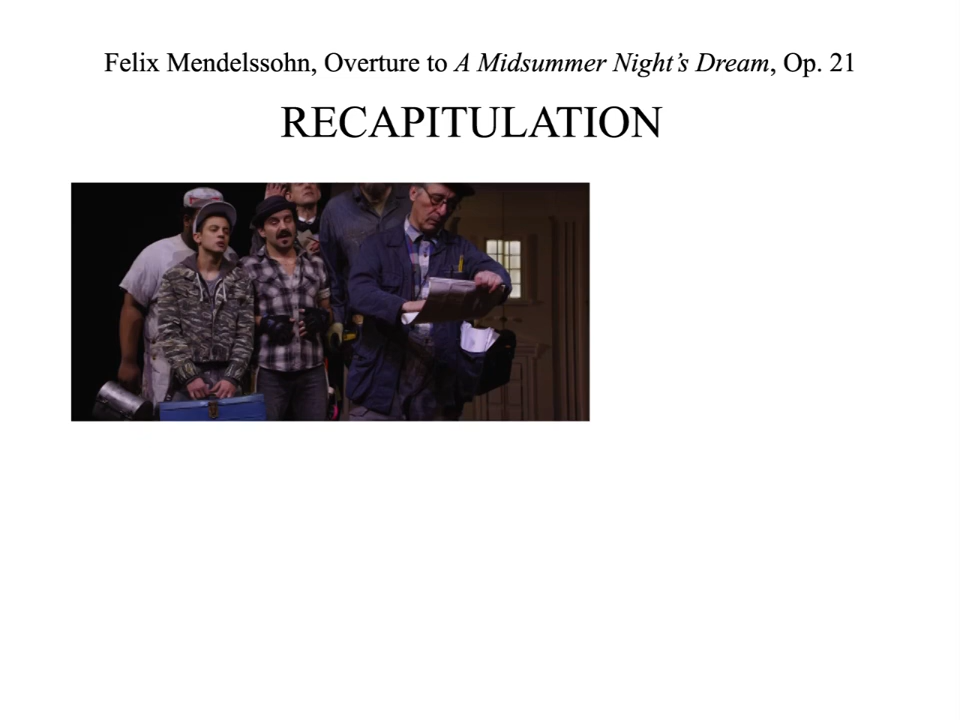 Felix Mendelssohn, Overture to A Midsummer Night’s Dream, Op. 21
RECAPITULATION